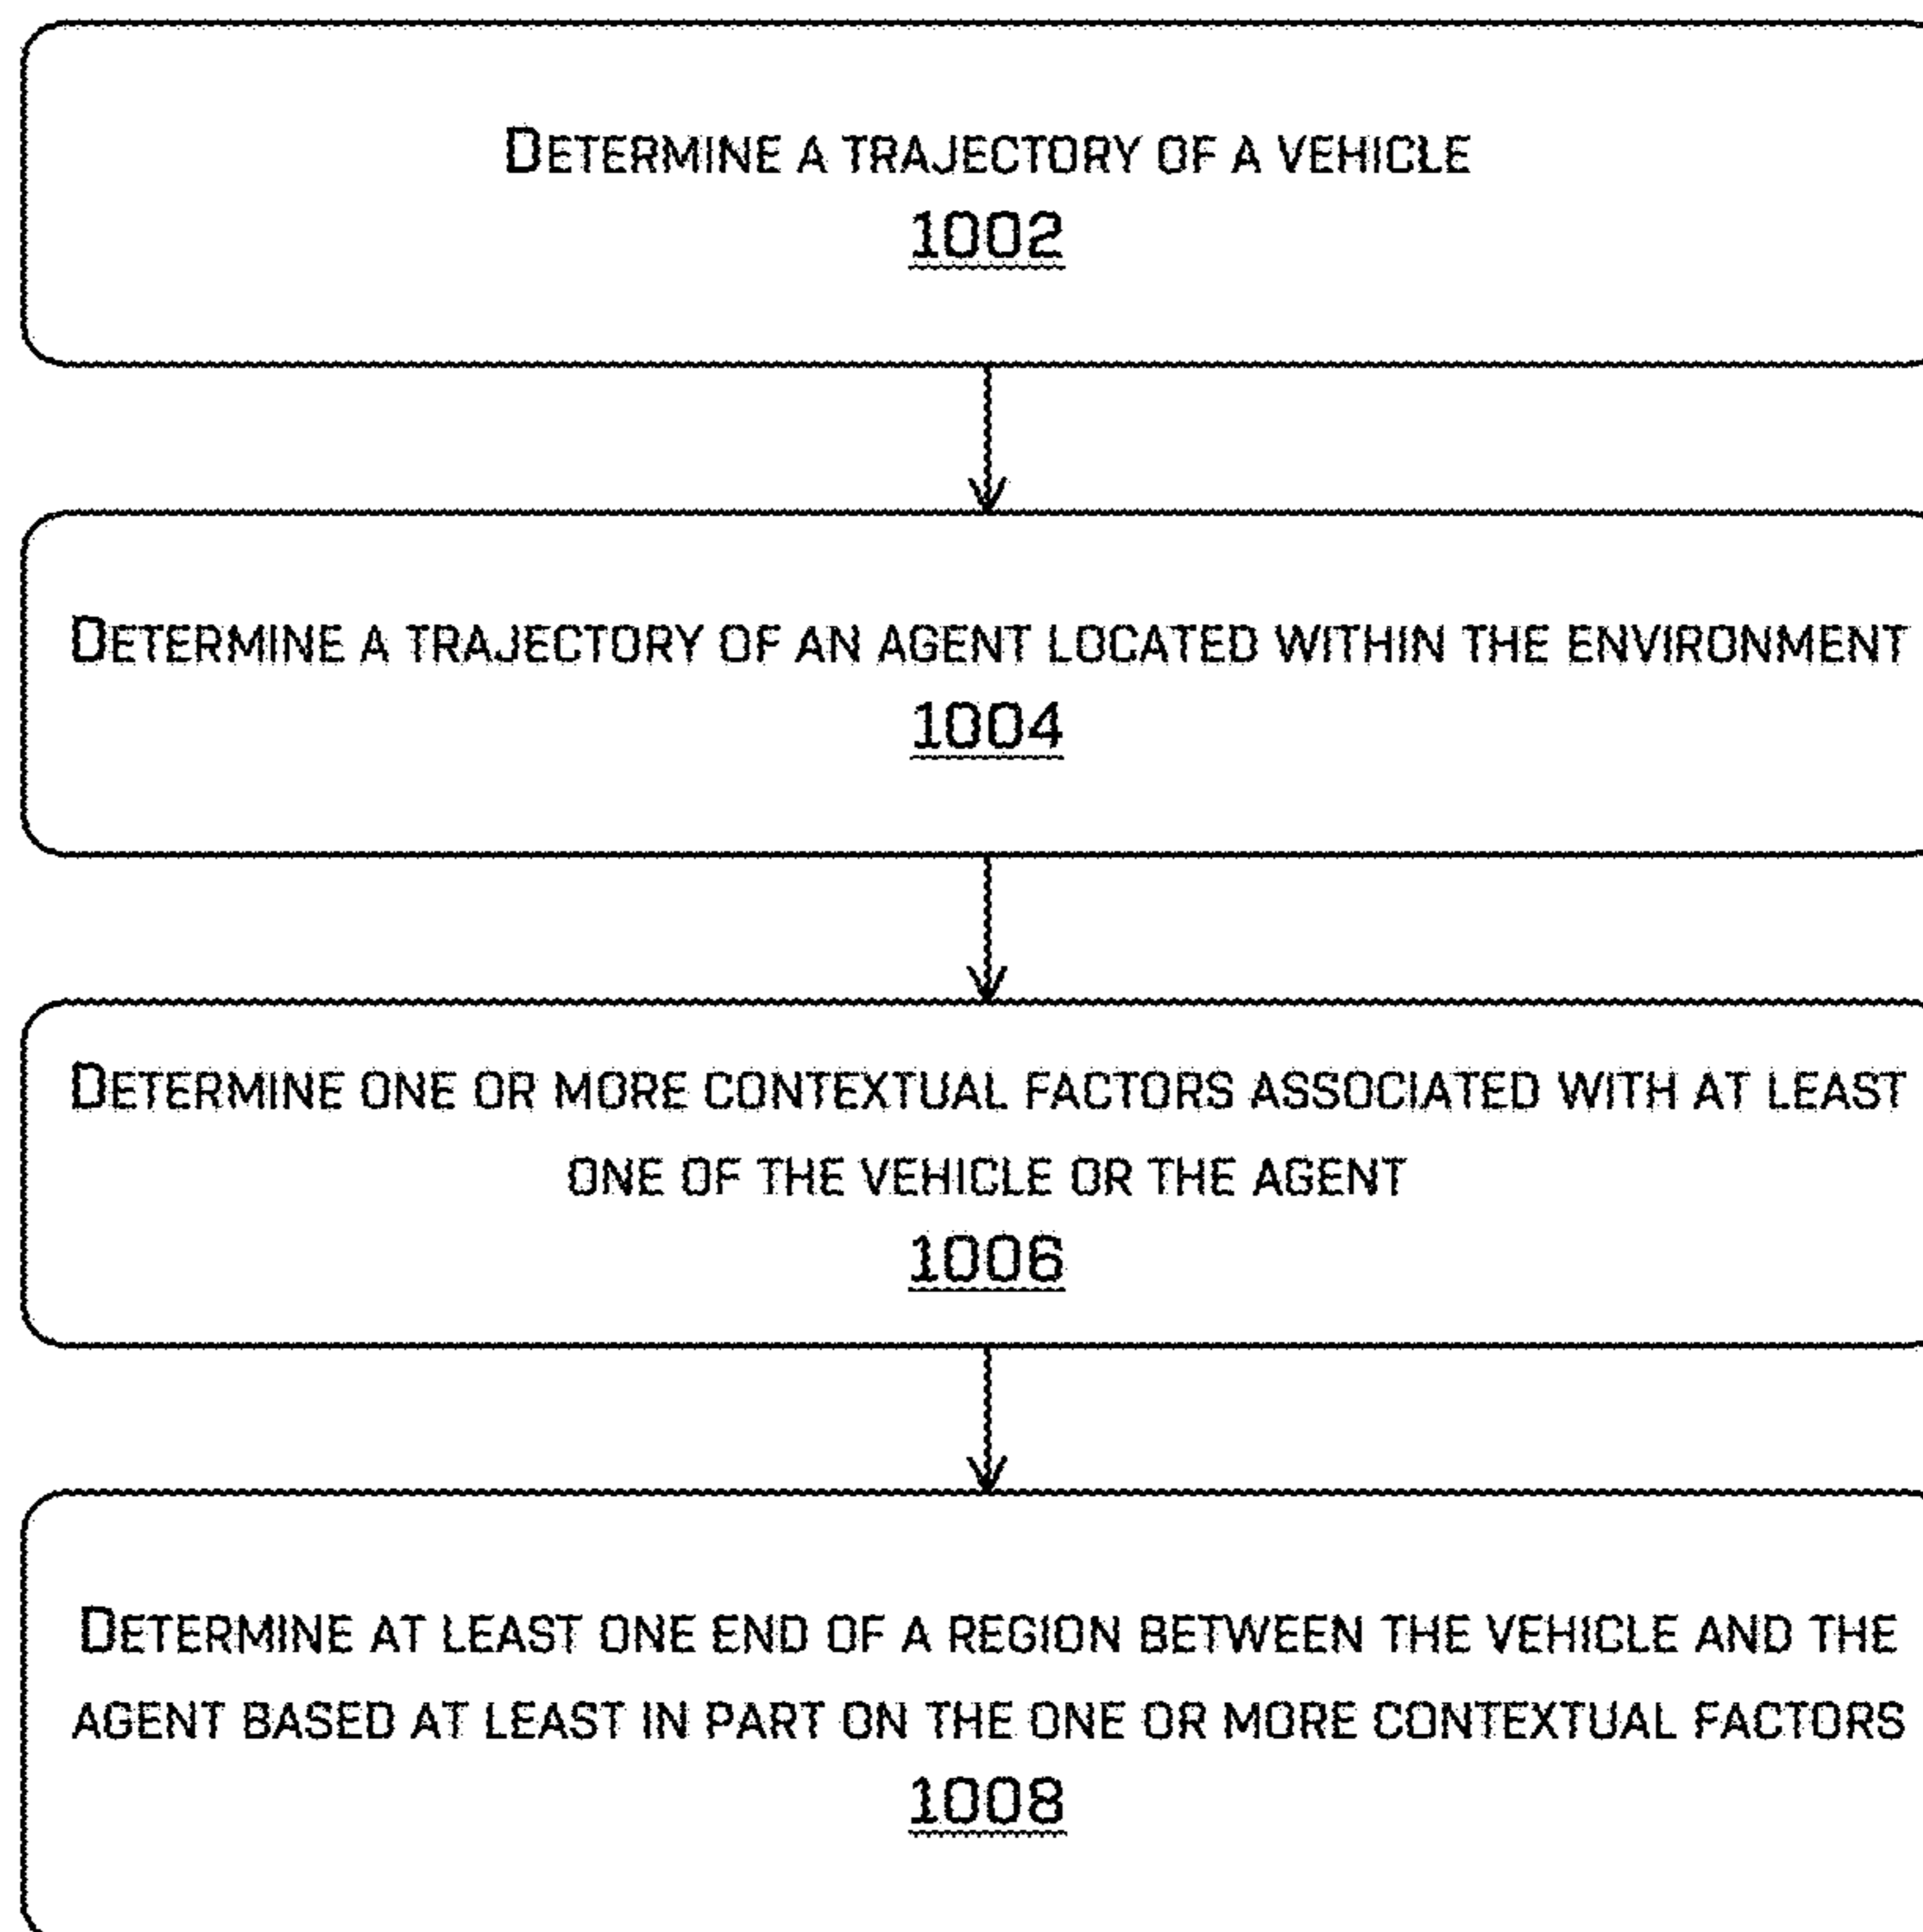 DETERMINE A TRAJECTORY OF A VEHICLE
1002
DETERMINE A TRAJECTORY OF AN AGENT LOCATED WITHIN THE ENVIRONMENT
1004
DETERMINE ONE OR MORE CONTEXTUAL FACTORS ASSOCIATED WITH AT LEAST
ONE OF THE VEHICLE OR THE AGENT
1006
DETERMINE AT LEAST ONE END OF A REGION BETWEEN THE VEHICLE AND THE
AGENT BASED AT LEAST IN PART ON THE ONE OR MORE CONTEXTUAL FACTORS
1008